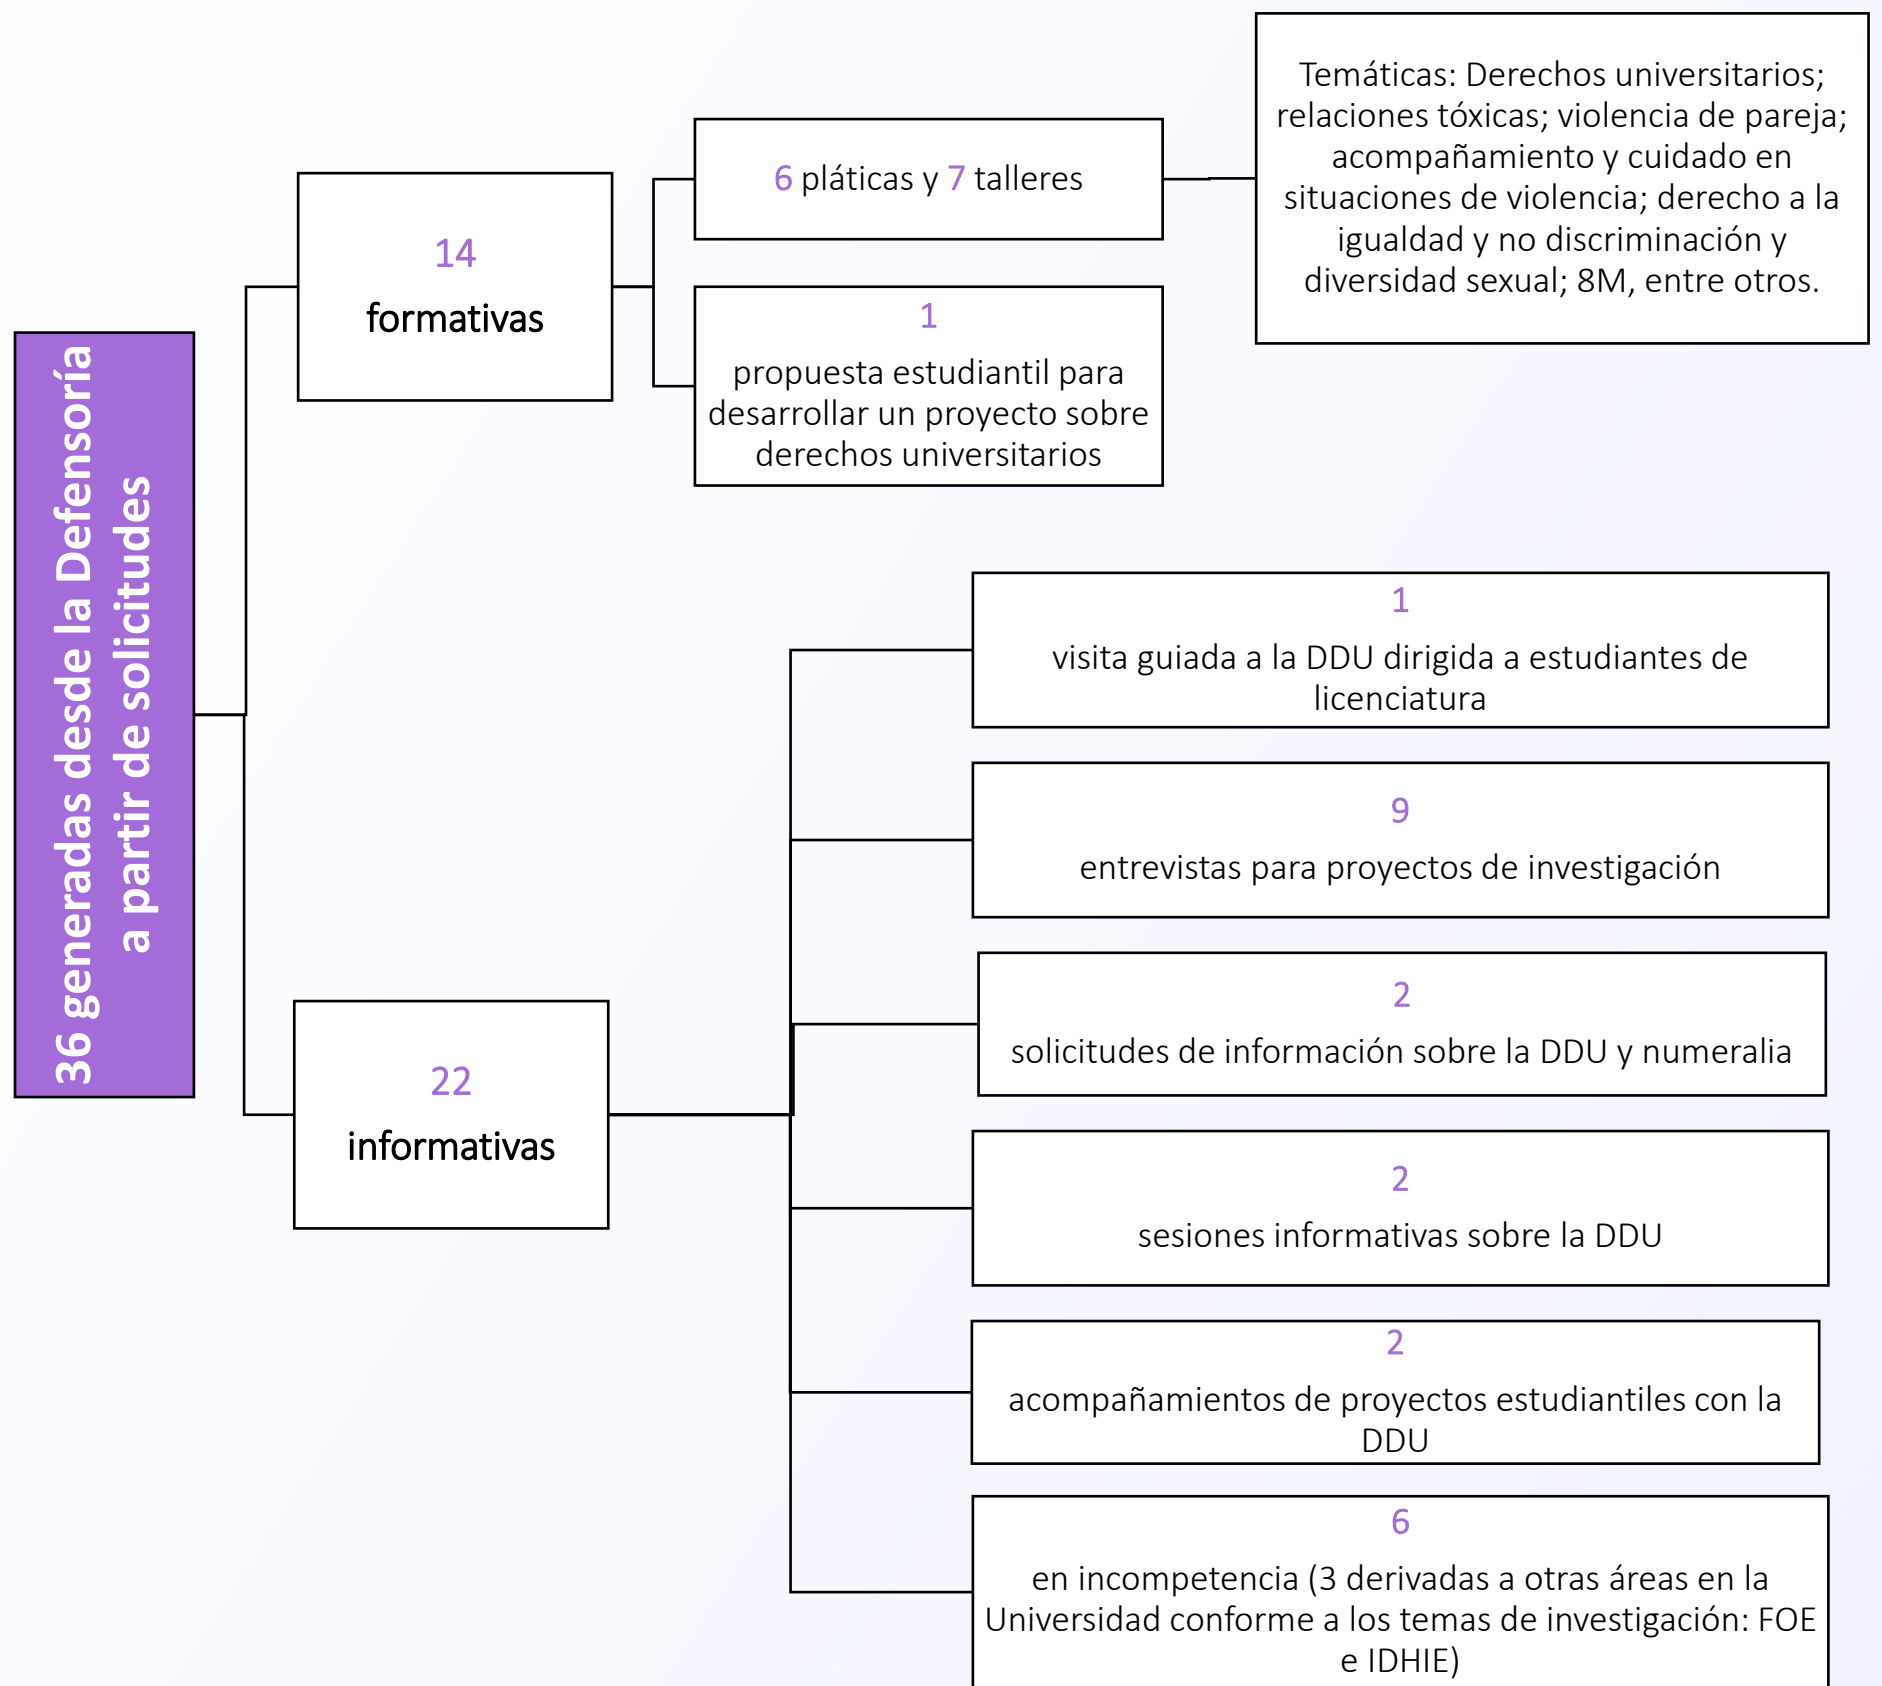 36 generadas desde la Defensoría
a partir de solicitudes
14
formativas
6 pláticas y 7 talleres
Temáticas: Derechos universitarios;
relaciones tóxicas; violencia de pareja;
acompañamiento y cuidado en
situaciones de violencia; derecho a la
igualdad y no discriminación y
diversidad sexual; 8M, entre otros.
1
propuesta estudiantil para
desarrollar un proyecto sobre
derechos universitarios
22
informativas
1
visita guiada a la DDU dirigida a estudiantes de
licenciatura
9
entrevistas para proyectos de investigación
2
solicitudes de información sobre la DDU y numeralia
2
sesiones informativas sobre la DDU
2
acompañamientos de proyectos estudiantiles con la
DDU
6
en incompetencia (3 derivadas a otras áreas en la
Universidad conforme a los temas de investigación: FOE
e IDHIE)